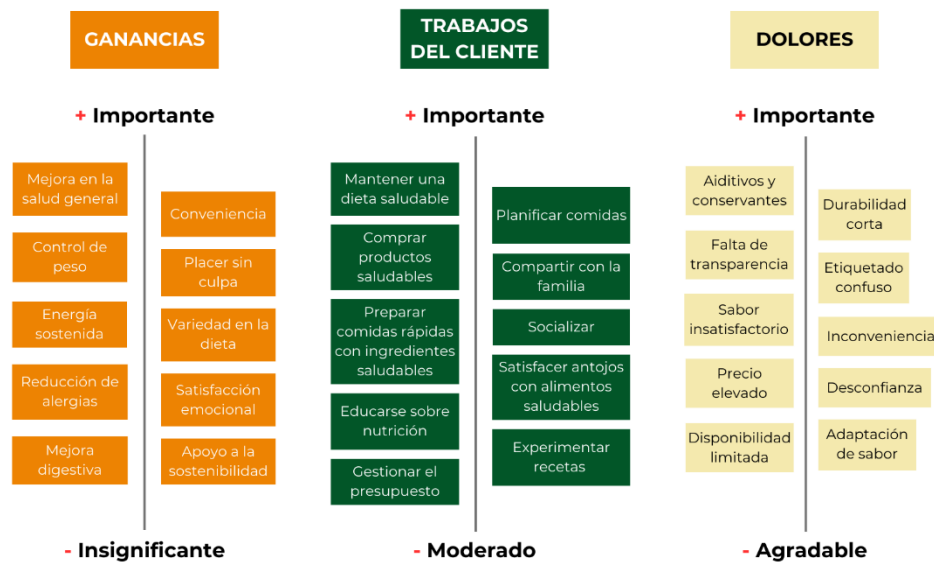 GANANCIAS
+ Importante
Mejora en la
salud general
Control de
peso
Energía
sostenida
Reducción de
alergias
Mejora
digestiva
Conveniencia
Placer sin
culpa
Variedad en la
dieta
Satisfacción
emocional
Apoyo a la
sostenibilidad
- Insignificante
TRABAJOS
DEL CLIENTE
+ Importante
Mantener una
dieta saludable
Comprar
productos
saludables
Preparar
comidas rápidas
con ingredientes
saludables
Educarse sobre
nutrición
Gestionar el
presupuesto
Planificar comidas
Compartir con la
familia
Socializar
Satisfacer antojos
con alimentos
saludables
Experimentar
recetas
- Moderado
DOLORES
+ Importante
Aiditivos y
conservantes
Falta de
transparencia
Sabor
insatisfactorio
Precio
elevado
Disponibilidad
limitada
Durabilidad
corta
Etiquetado
confuso
Inconveniencia
Desconfianza
Adaptación
de sabor
- Agradable